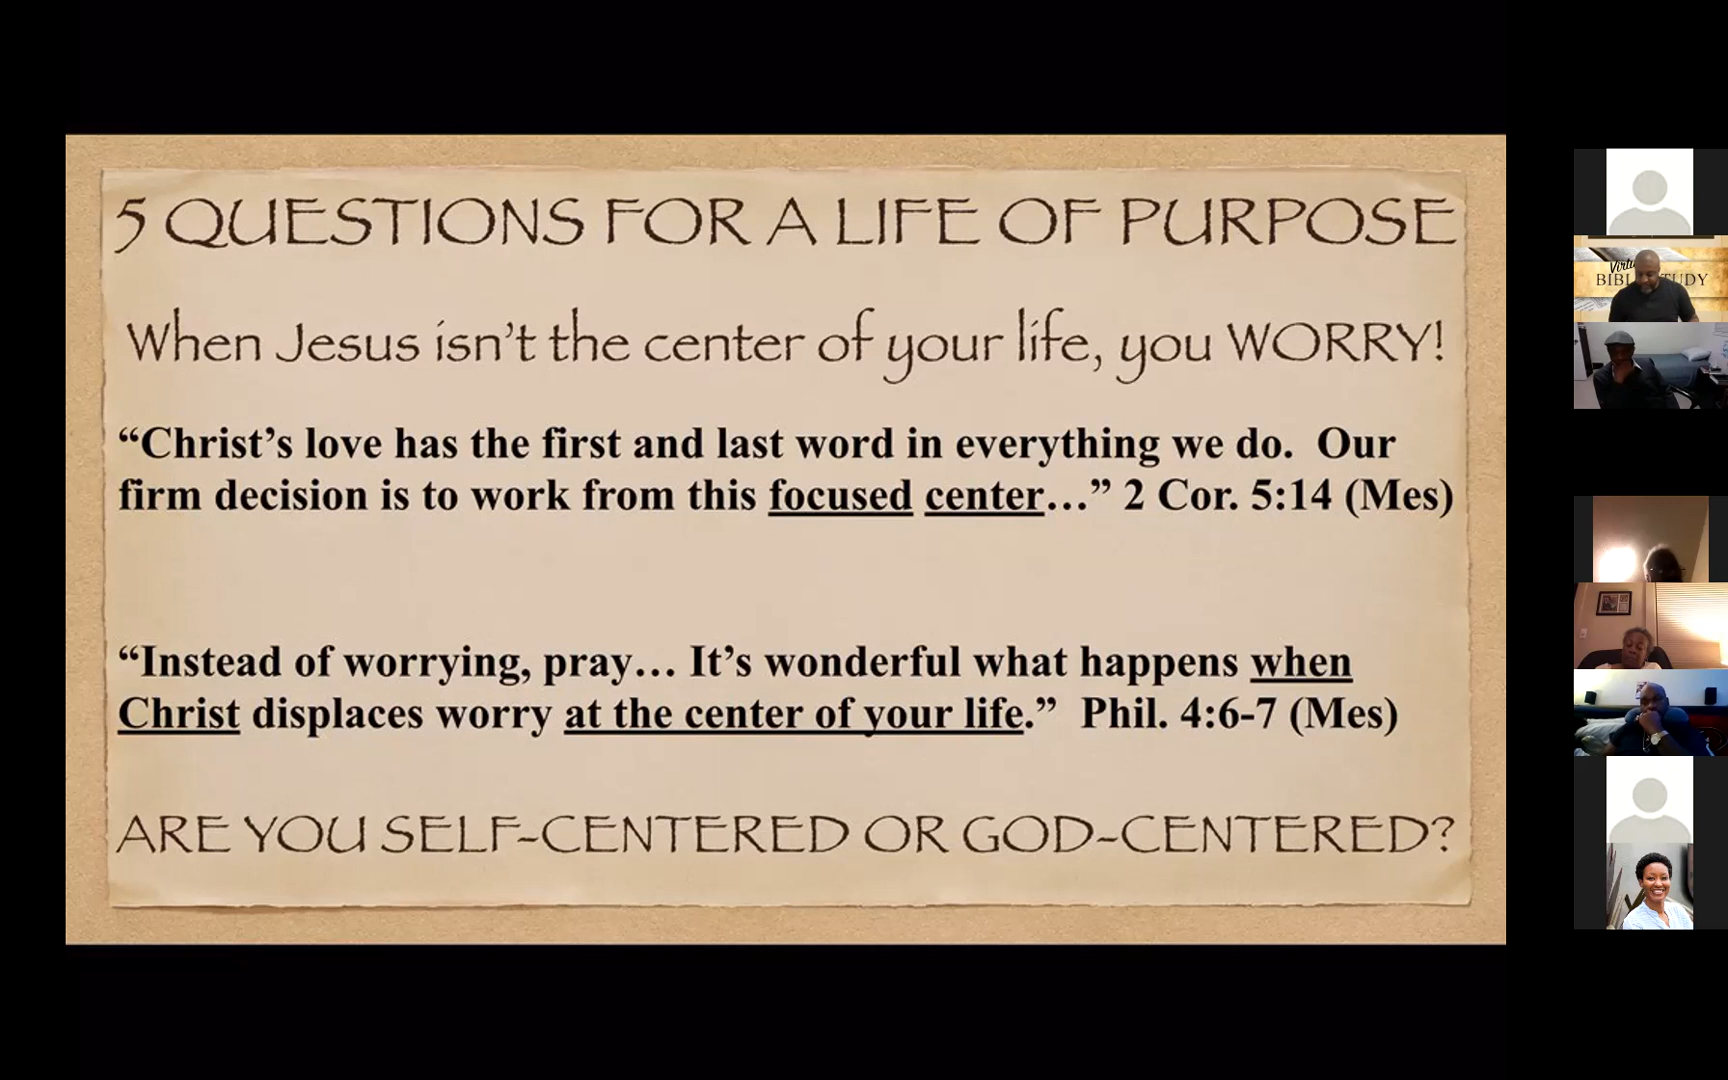 5 QUESTIONS FOR A LIFE OF PURPOSE
When Jesus isn't the center of your life, you WORRY!
“Christ’s love has the first and last word in everything we do.  Our
firm decision is to work from this focused center…” 2 Cor. 5:14 (Mes)
“Instead of worrying, pray… It’s wonderful what happens when
Christ displaces worry at the center of your life.”  Phil. 4:6-7 (Mes)
ARE YOU SELF-CENTERED OR GOD-CENTERED?